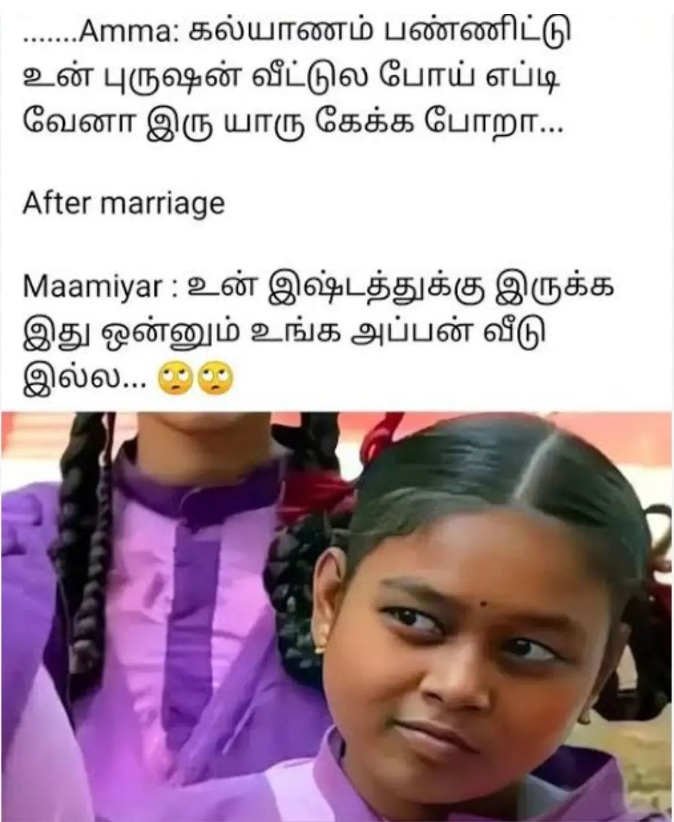 .......Amma: கல்யாணம் பண்ணிட்டு
உன் புருஷன் வீட்டுல போய் எப்டி
வேனா இரு யாரு கேக்க போறா...
After marriage
Maamiyar : உன் இஷ்டத்துக்கு இருக்க
இது ஒன்னும் உங்க அப்பன் வீடு
இல்ல... 🙄🙄